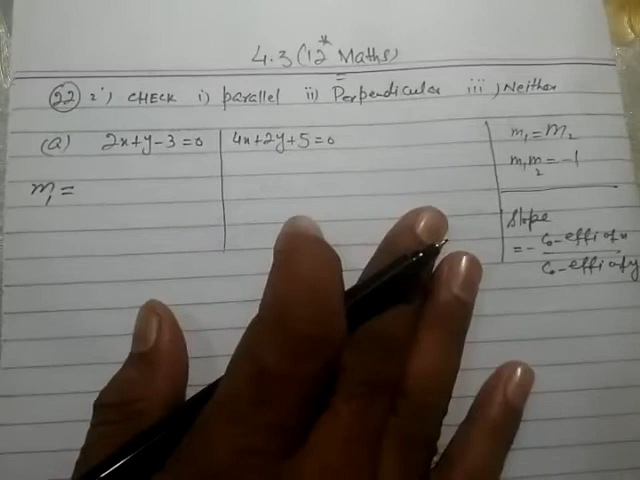 4.3 (12* Maths)
22 2') CHECK i) parallel ii) Perpendicular iii) Neither
(a) 2x+y-3=0 4x+2y+5=0
m₁ =
m₁ = m₂
m₁m₂ = -1
Slope
= - Co-effi of x
Co-effi of y